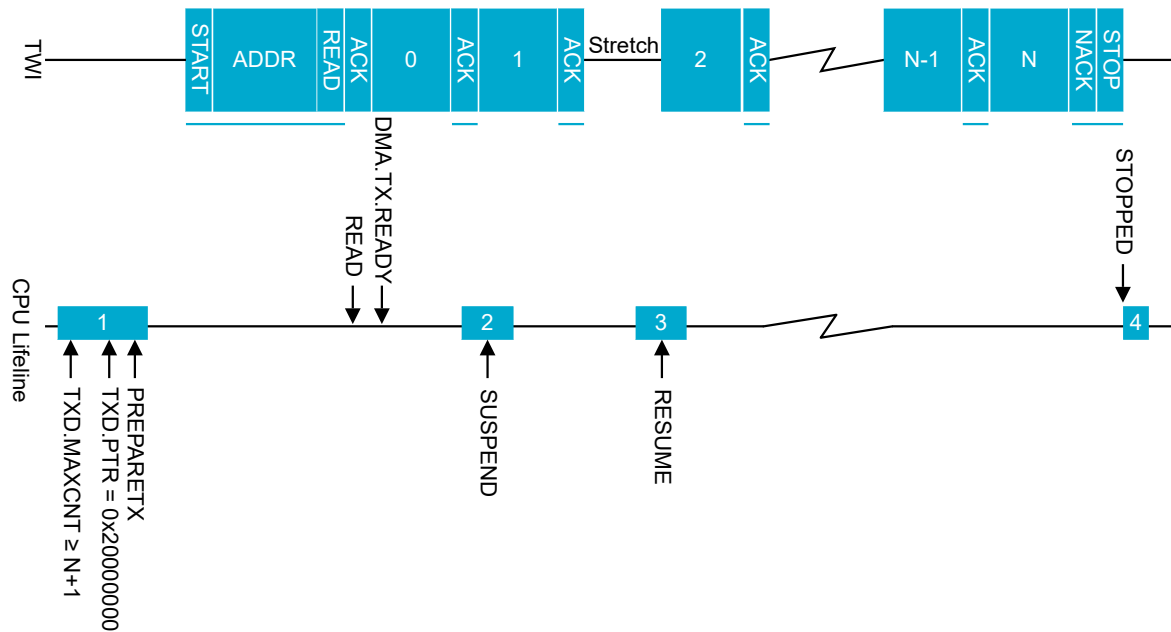 TWI
START
ADDR
READ
ACK
0
ACK
1
ACK
Stretch
2
ACK
N-1
ACK
N
NACK
STOP
READ
DMA.TX.READY
STOPPED
CPU Lifeline
1
2
3
4
TXD.MAXCNT ≥ N+1
TXD.PTR = 0x20000000
PREPARETX
SUSPEND
RESUME